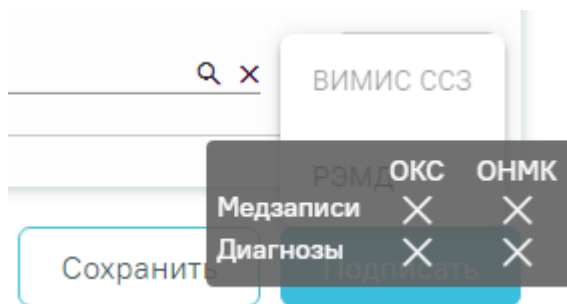 ВИМИС ССЗ
РЭМД
ОКС ОНМК
Медзаписи
Диагнозы
Сохранить
Подписать